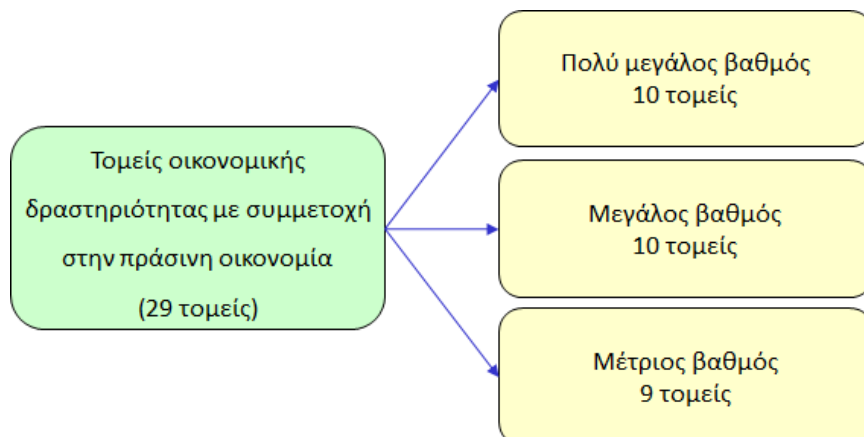 Τομείς οικονομικής
δραστηριότητας με συμμετοχή
στην πράσινη οικονομία
(29 τομείς)
Πολύ μεγάλος βαθμός
10 τομείς
Μεγάλος βαθμός
10 τομείς
Μέτριος βαθμός
9 τομείς